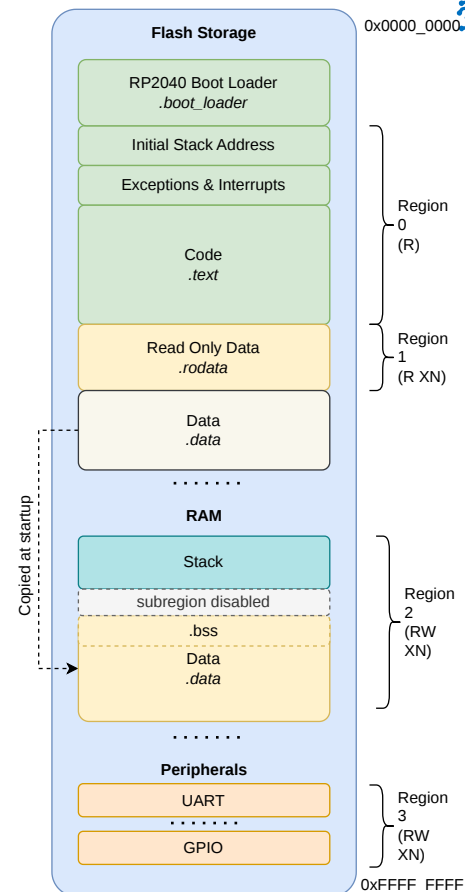 Flash Storage
0x0000_0000
RP2040 Boot Loader
.boot_loader
Initial Stack Address
Exceptions & Interrupts
Region
0
(R)
Code
.text
Read Only Data
.rodata
Region
1
(R XN)
Data
.data
. . . . . . .
Copied at startup
RAM
Stack
subregion disabled
.bss
Data
.data
Region
2
(RW
XN)
. . . . . . .
Peripherals
UART
. . . . . . .
GPIO
Region
3
(RW
XN)
0xFFFF_FFFF